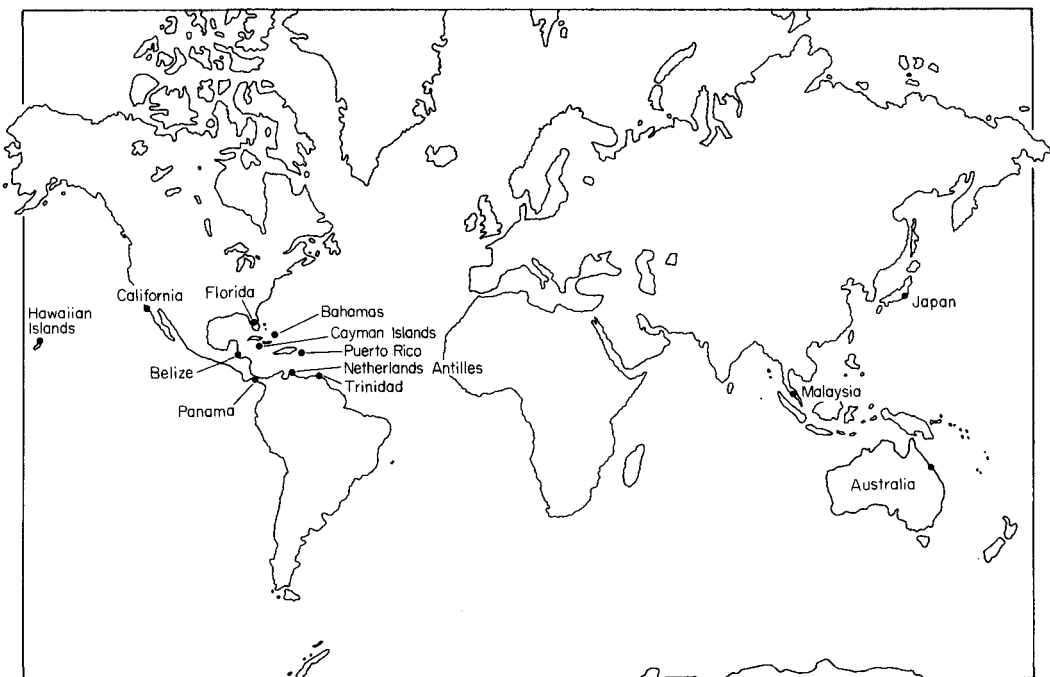 California
Florida
Hawaiian
Islands
Bahamas
Japan
Cayman Islands
Puerto Rico
Belize
Netherlands Antilles
Trinidad
Panama
Malaysia
Australia